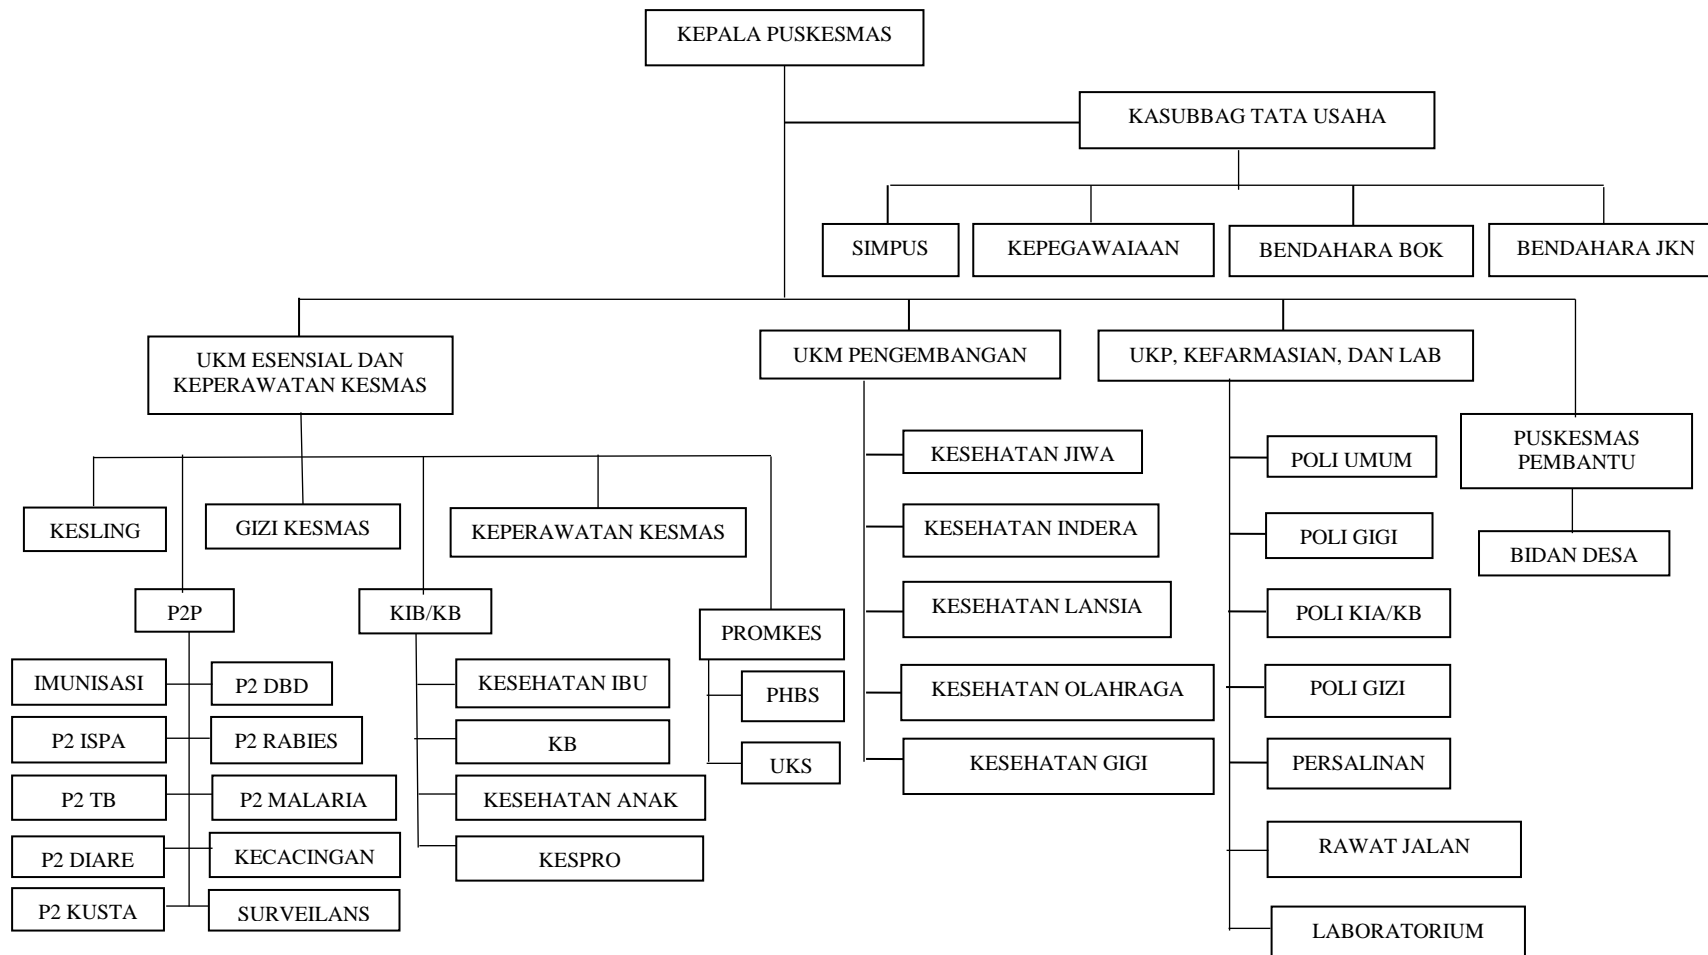 KEPALA PUSKESMAS
KASUBBAG TATA USAHA
SIMPUS
KEPEGAWAIAAN
BENDAHARA BOK
BENDAHARA JKN
UKM ESENSIAL DAN
KEPERAWATAN KESMAS
UKM PENGEMBANGAN
UKP, KEFARMASIAN, DAN LAB
PUSKESMAS
PEMBANTU
BIDAN DESA
KESLING
GIZI KESMAS
KEPERAWATAN KESMAS
P2P
KIB/KB
PROMKES
IMUNISASI
P2 DBD
P2 ISPA
P2 RABIES
P2 TB
P2 MALARIA
P2 DIARE
KECACINGAN
P2 KUSTA
SURVEILANS
KESEHATAN IBU
KB
KESEHATAN ANAK
KESPRO
PHBS
UKS
KESEHATAN JIWA
KESEHATAN INDERA
KESEHATAN LANSIA
KESEHATAN OLAHRAGA
KESEHATAN GIGI
POLI UMUM
POLI GIGI
POLI KIA/KB
POLI GIZI
PERSALINAN
RAWAT JALAN
LABORATORIUM